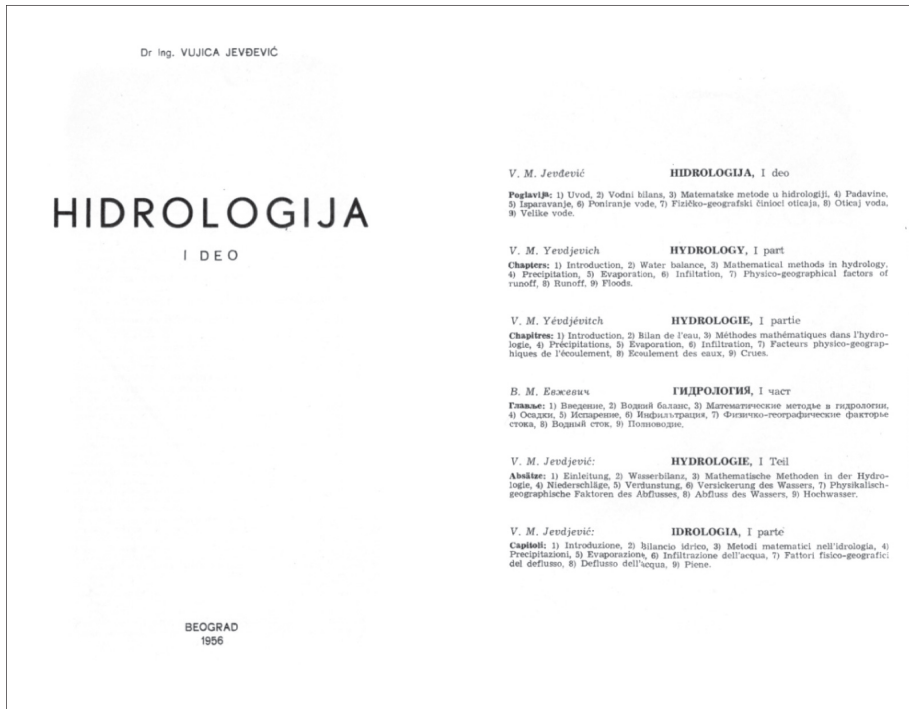 Dr Ing. VUJICA JEVĐEVIĆ
HIDROLOGIJA
I DEO
BEOGRAD
1956
V. M. Jevđević HIDROLOGIJA, I deo
Poglavlja: 1) Uvod, 2) Vodni bilans, 3) Matematske metode u hidrologiji, 4) Padavine,
5) Isparavanje, 6) Poniranje vode, 7) Fizičko-geografski činioci oticaja, 8) Oticaj voda,
9) Velike vode.
V. M. Yevdjevich HYDROLOGY, I part
Chapters: 1) Introduction, 2) Water balance, 3) Mathematical methods in hydrology,
4) Precipitation, 5) Evaporation, 6) Infiltation, 7) Physico-geographical factors of
runoff, 8) Runoff, 9) Floods.
V. M. Yévdjévitch HYDROLOGIE, I partie
Chapitres: 1) Introduction, 2) Bilan de l'eau, 3) Méthodes mathématiques dans l'hydro-
logie, 4) Précipitations, 5) Evaporation, 6) Infiltration, 7) Facteurs physico-geograp-
hiques de l'écoulement, 8) Ecoulement des eaux, 9) Crues.
В. М. Евжевич ГИДРОЛОГИЯ, I част
Главње: 1) Введение, 2) Водний баланс, 3) Математические методье в гидрологии,
4) Осадки, 5) Испарение, 6) Инфильтрация, 7) Физичко-географические факторье
стока, 8) Водный сток, 9) Половодие.
V. M. Jevdjević: HYDROLOGIE, I Teil
Absätze: 1) Einleitung, 2) Wasserbilanz, 3) Mathematische Methoden in der Hydro-
logie, 4) Niederschläge, 5) Verdunstung, 6) Versickerung des Wassers, 7) Physikalisch-
geographische Faktoren des Abflusses, 8) Abfluss des Wassers, 9) Hochwasser.
V. M. Jevdjević: IDROLOGIA, I parte
Capitoli: 1) Introduzione, 2) Bilancio idrico, 3) Metodi matematici nell'idrologia, 4)
Precipitazioni, 5) Evaporazione, 6) Infiltrazione dell'acqua, 7) Fattori fisico-geografici
del deflusso, 8) Deflusso dell'acqua, 9) Piene.